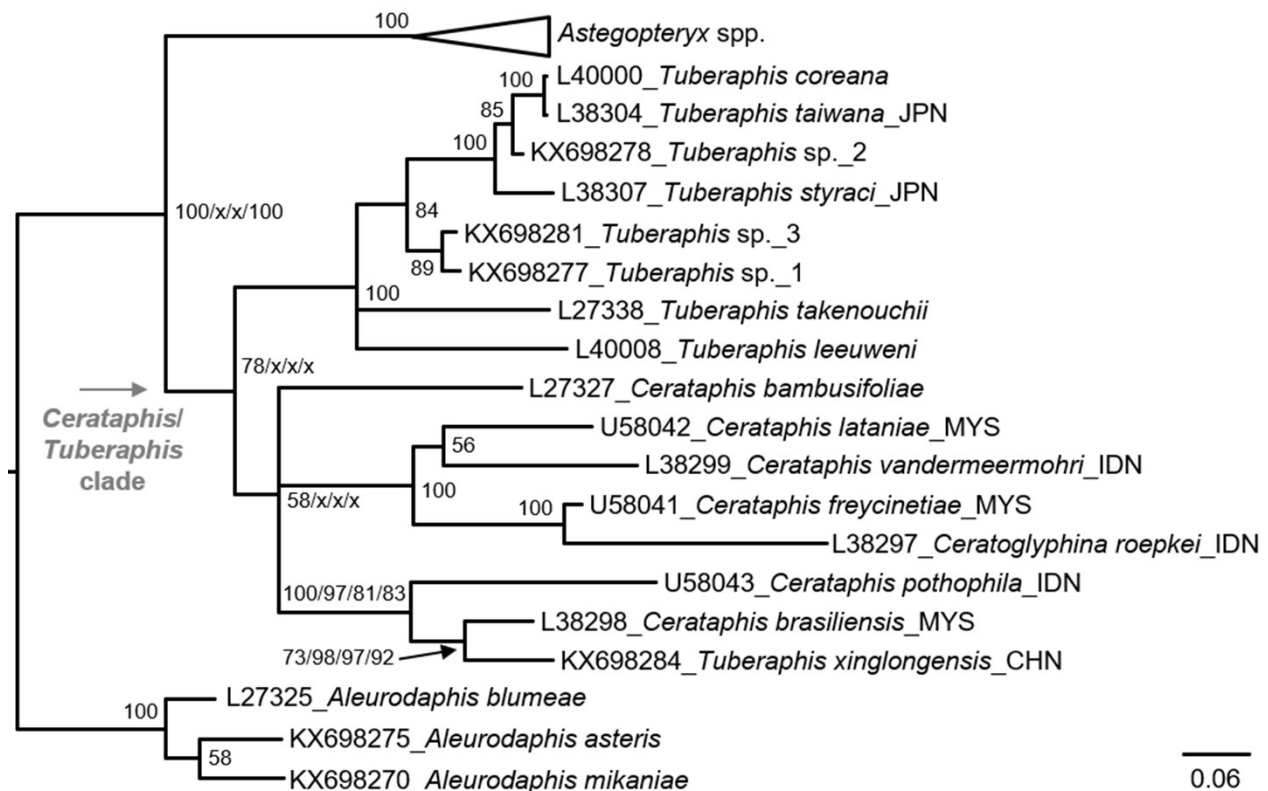 100
Astegopteryx spp.
100
L40000_Tuberaphis coreana
85
L38304_Tuberaphis taiwana_JPN
100
KX698278_Tuberaphis sp._2
L38307_Tuberaphis styraci_JPN
100/x/x/100
84
KX698281_Tuberaphis sp._3
89
KX698277_Tuberaphis sp._1
100
L27338_Tuberaphis takenouchii
L40008_Tuberaphis leeuweni
78/x/x/x
L27327_Cerataphis bambusifoliae
Cerataphis/
Tuberaphis
clade
U58042_Cerataphis lataniae_MYS
56
L38299_Cerataphis vandermeermohri_IDN
58/x/x/x
100
100
U58041_Cerataphis freycinetiae_MYS
L38297_Ceratoglyphina roepkei_IDN
100/97/81/83
U58043_Cerataphis pothophila_IDN
L38298_Cerataphis brasiliensis_MYS
73/98/97/92
KX698284_Tuberaphis xinglongensis_CHN
L27325_Aleurodaphis blumeae
100
KX698275_Aleurodaphis asteris
58
KX698270 Aleurodaphis mikaniae
0.06